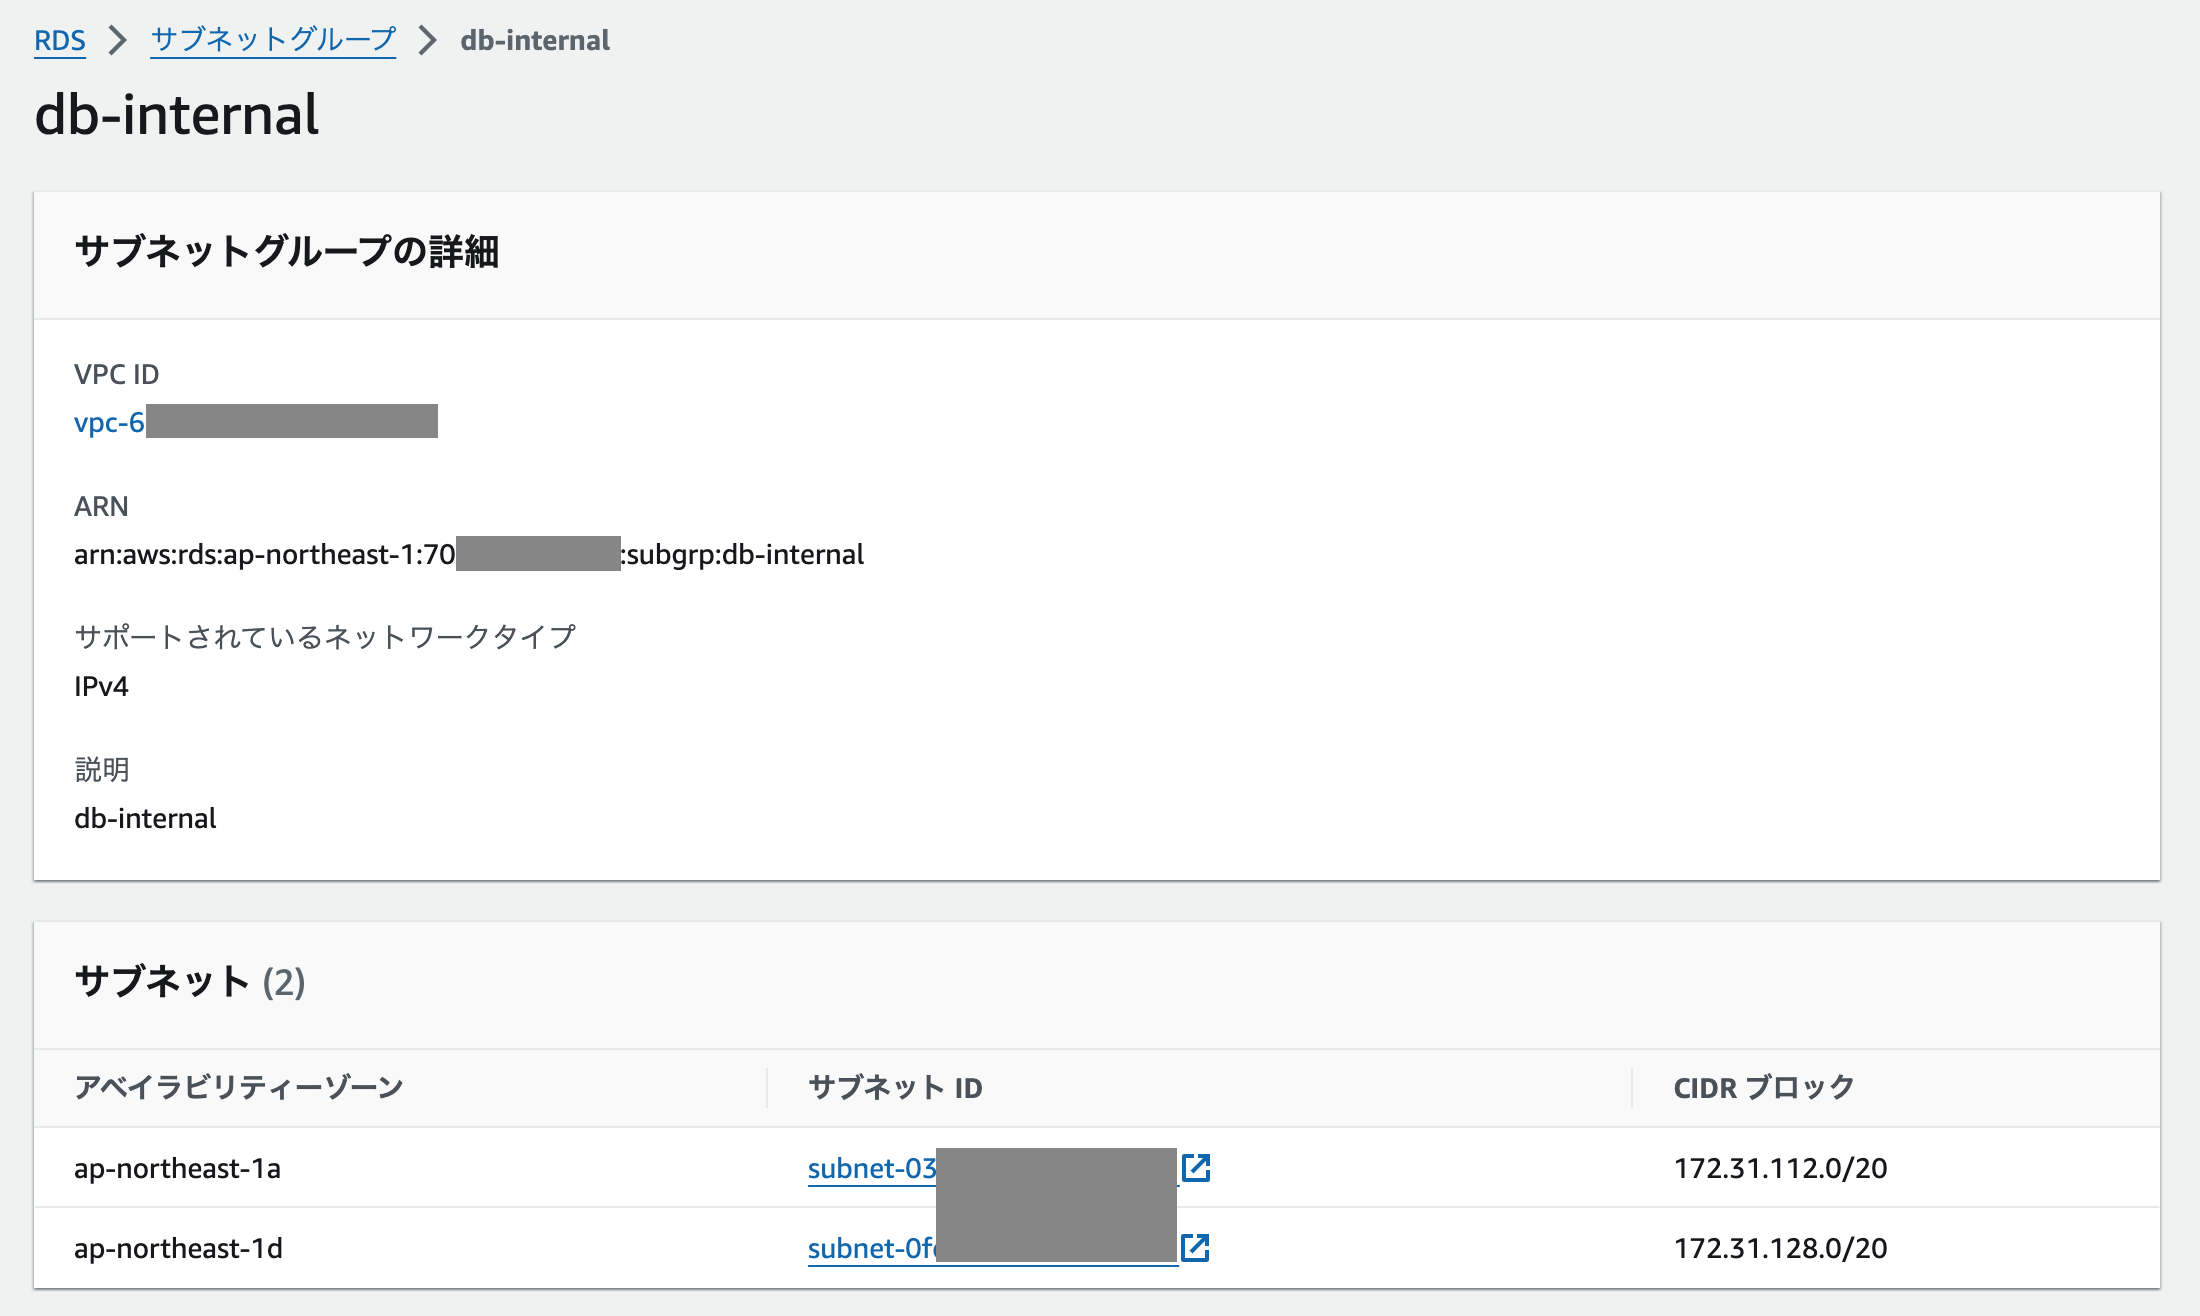 RDS > サブネットグループ > db-internal
db-internal
サブネットグループの詳細
VPC ID
vpc-6
ARN
arn:aws:rds:ap-northeast-1:70 :subgrp:db-internal
サポートされているネットワークタイプ
IPv4
説明
db-internal
サブネット (2)
アベイラビリティーゾーン サブネット ID CIDR ブロック
ap-northeast-1a subnet-03 172.31.112.0/20
ap-northeast-1d subnet-0f 172.31.128.0/20